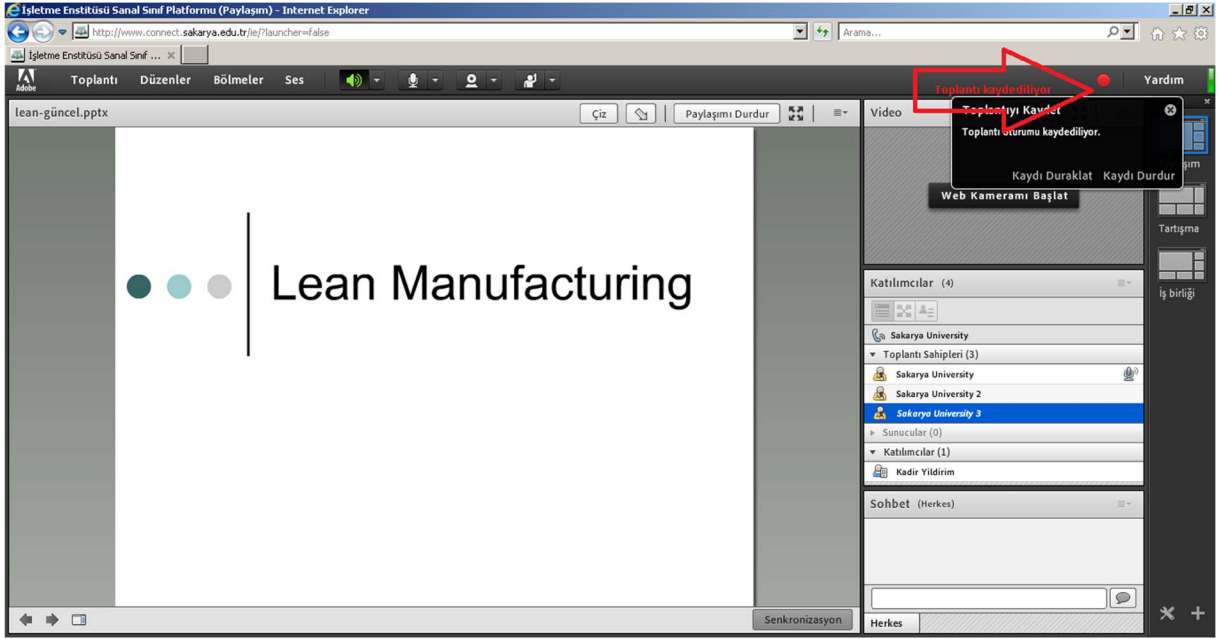 İşletme Enstitüsü Sanal Sınıf Platformu (Paylaşım) - Internet Explorer
http://www.connect.sakarya.edu.tr/ie/?launcher=false
Arama...
İşletme Enstitüsü Sanal Sınıf ...
Adobe
Toplantı Düzenler Bölmeler Ses
Toplantı kaydediliyor
Yardım
lean-güncel.pptx
Çiz
Paylaşımı Durdur
Video
Toplantıyı Kaydet
Toplantı oturumu kaydediliyor.
Kaydı Duraklat Kaydı Durdur
Web Kameramı Başlat
Tartışma
İş birliği
Lean Manufacturing
Katılımcılar (4)
Sakarya University
Toplantı Sahipleri (3)
Sakarya University
Sakarya University 2
Sakarya University 3
Sunucular (0)
Katılımcılar (1)
Kadir Yildirim
Sohbet (Herkes)
Senkronizasyon
Herkes